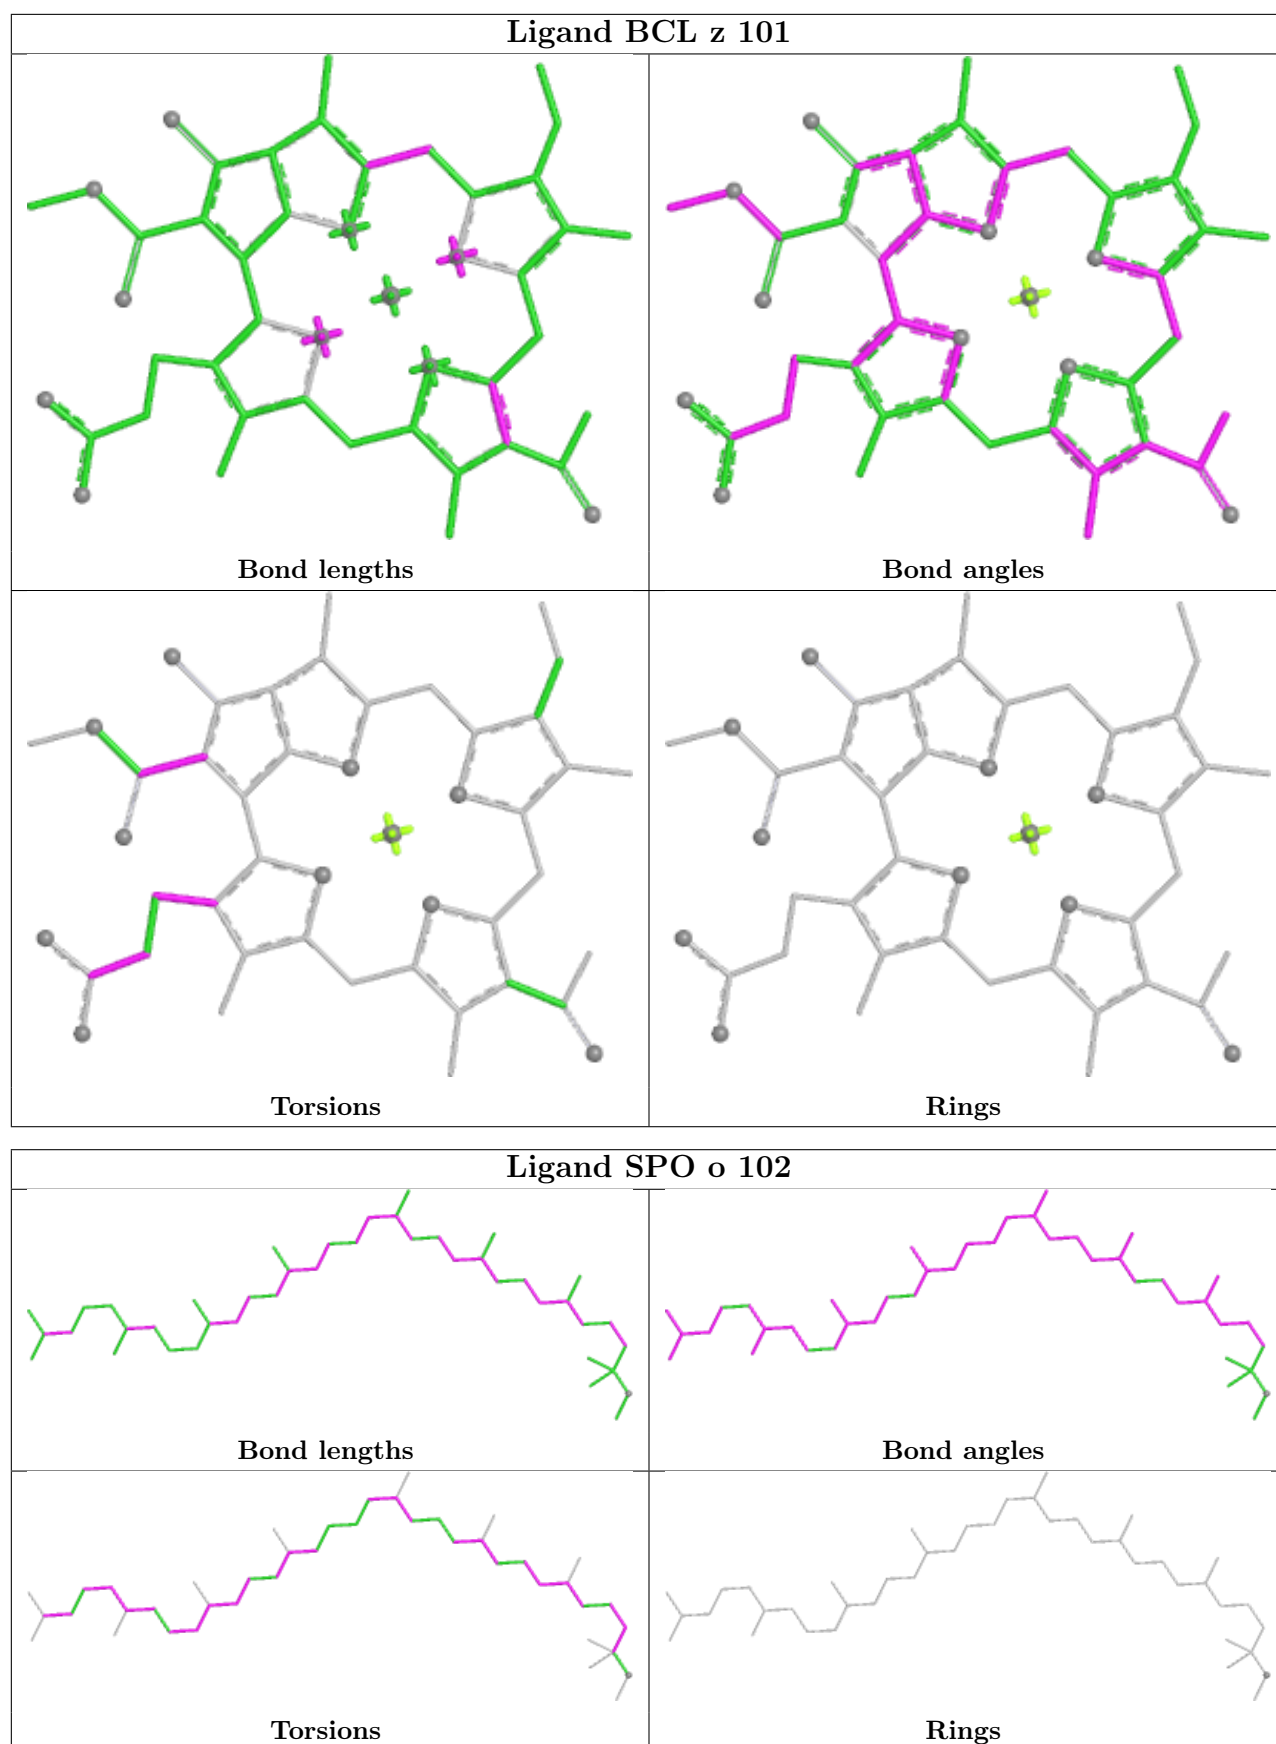 Ligand BCL z 101
Bond lengths
Bond angles
Torsions
Rings
Ligand SPO o 102
Bond lengths
Bond angles
Torsions
Rings